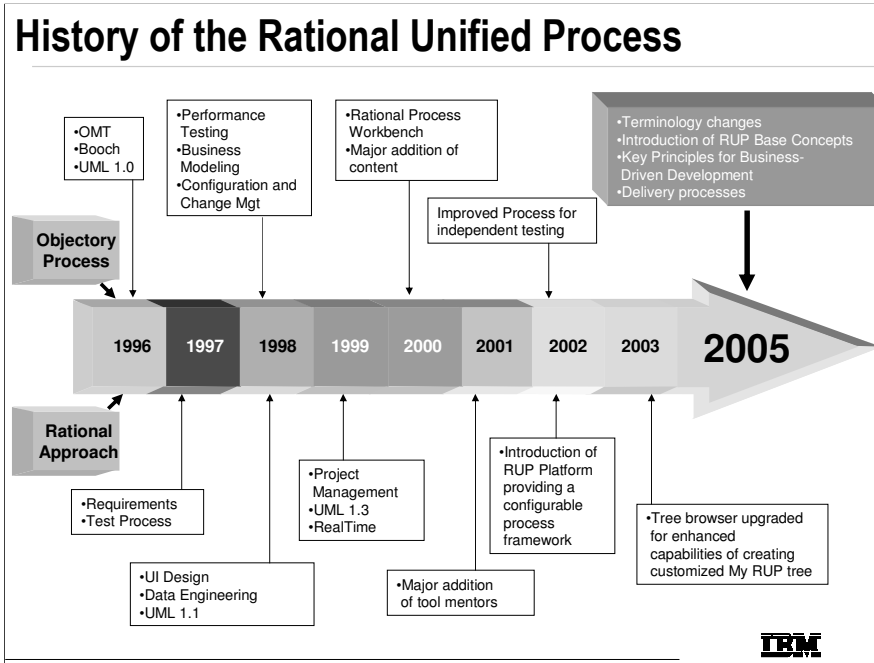 History of the Rational Unified Process
•OMT
•Booch
•UML 1.0
•Performance
Testing
•Business
Modeling
•Configuration and
Change Mgt
•Rational Process
Workbench
•Major addition of
content
Improved Process for
independent testing
•Terminology changes
•Introduction of RUP Base Concepts
•Key Principles for Business-
Driven Development
•Delivery processes
Objectory
Process
1996
1997
1998
1999
2000
2001
2002
2003
2005
Rational
Approach
•Requirements
•Test Process
•UI Design
•Data Engineering
•UML 1.1
•Project
Management
•UML 1.3
•RealTime
•Major addition
of tool mentors
•Introduction of
RUP Platform
providing a
configurable
process
framework
•Tree browser upgraded
for enhanced
capabilities of creating
customized My RUP tree
IBM